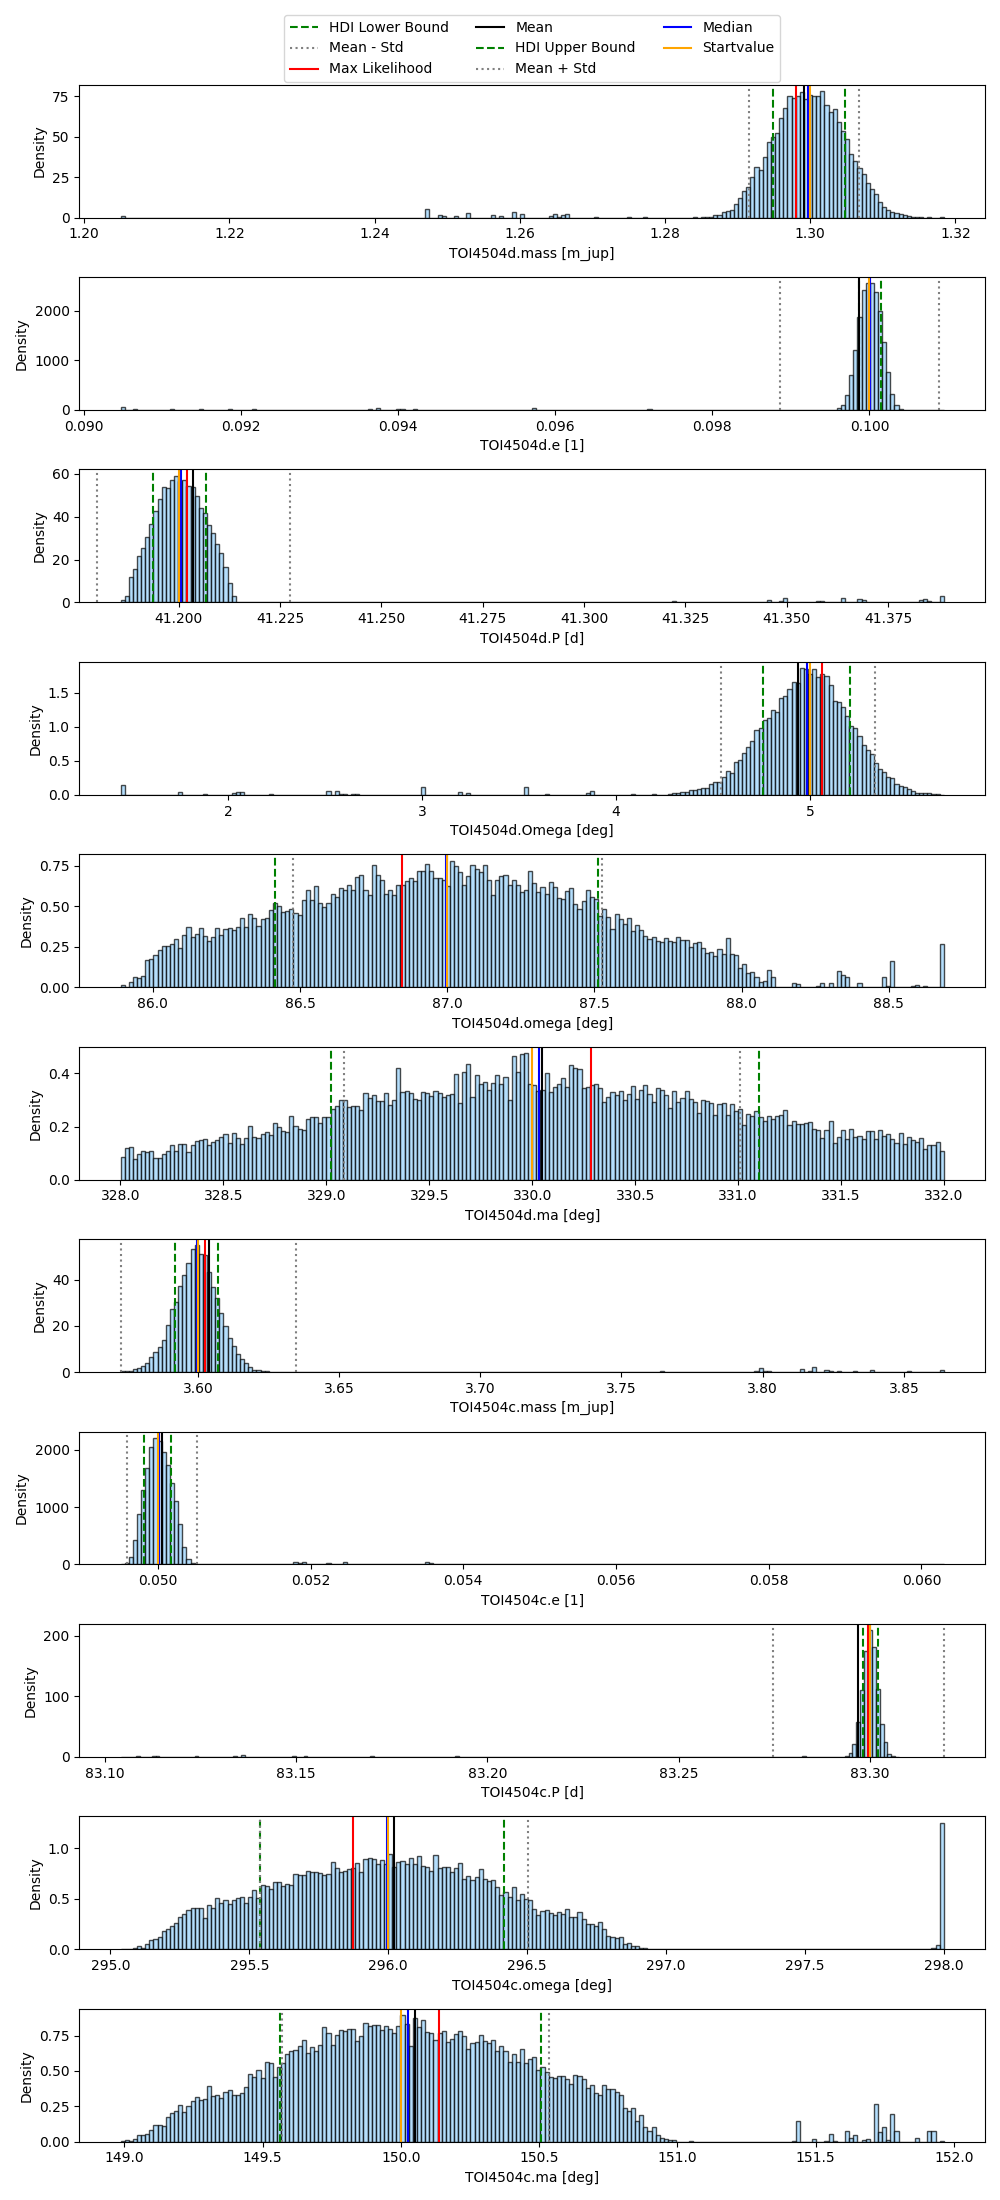 HDI Lower Bound Mean Median
Mean - Std HDI Upper Bound Startvalue
Max Likelihood Mean + Std
75
50
25
0
Density
1.20 1.22 1.24 1.26 1.28 1.30 1.32
TOI4504d.mass [m_jup]
2000
1000
0
Density
0.090 0.092 0.094 0.096 0.098 0.100
TOI4504d.e [1]
60
40
20
0
Density
41.200 41.225 41.250 41.275 41.300 41.325 41.350 41.375
TOI4504d.P [d]
1.5
1.0
0.5
0.0
Density
2 3 4 5
TOI4504d.Omega [deg]
0.75
0.50
0.25
0.00
Density
86.0 86.5 87.0 87.5 88.0 88.5
TOI4504d.omega [deg]
0.4
0.2
0.0
Density
328.0 328.5 329.0 329.5 330.0 330.5 331.0 331.5 332.0
TOI4504d.ma [deg]
40
20
0
Density
3.60 3.65 3.70 3.75 3.80 3.85
TOI4504c.mass [m_jup]
2000
1000
0
Density
0.050 0.052 0.054 0.056 0.058 0.060
TOI4504c.e [1]
200
100
0
Density
83.10 83.15 83.20 83.25 83.30
TOI4504c.P [d]
1.0
0.5
0.0
Density
295.0 295.5 296.0 296.5 297.0 297.5 298.0
TOI4504c.omega [deg]
0.75
0.50
0.25
0.00
Density
149.0 149.5 150.0 150.5 151.0 151.5 152.0
TOI4504c.ma [deg]